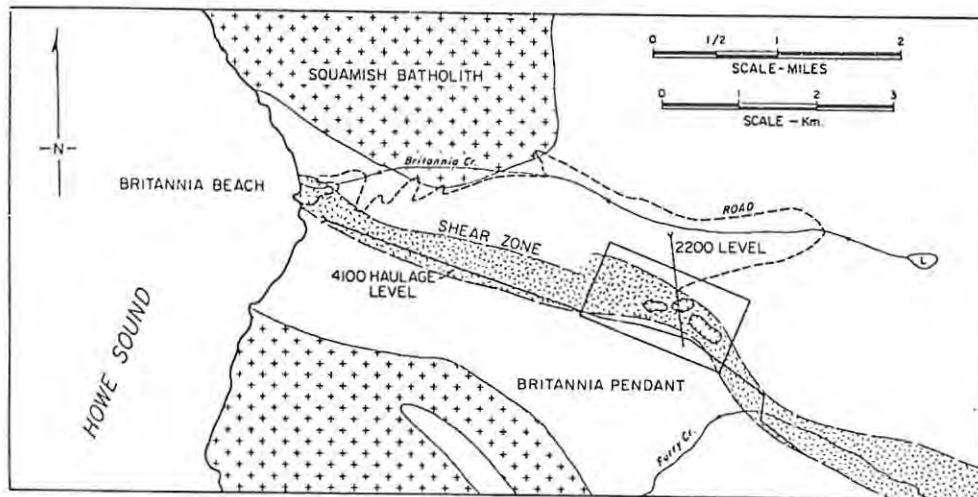 0 1/2 1 2
SCALE-MILES
0 1 2 3
SCALE - Km.
-N-
SQUAMISH BATHOLITH
Britannia Cr.
BRITANNIA BEACH
ROAD
SHEAR ZONE
2200 LEVEL
L
4100 HAULAGE
LEVEL
HOWE SOUND
BRITANNIA PENDANT
Furry Cr.